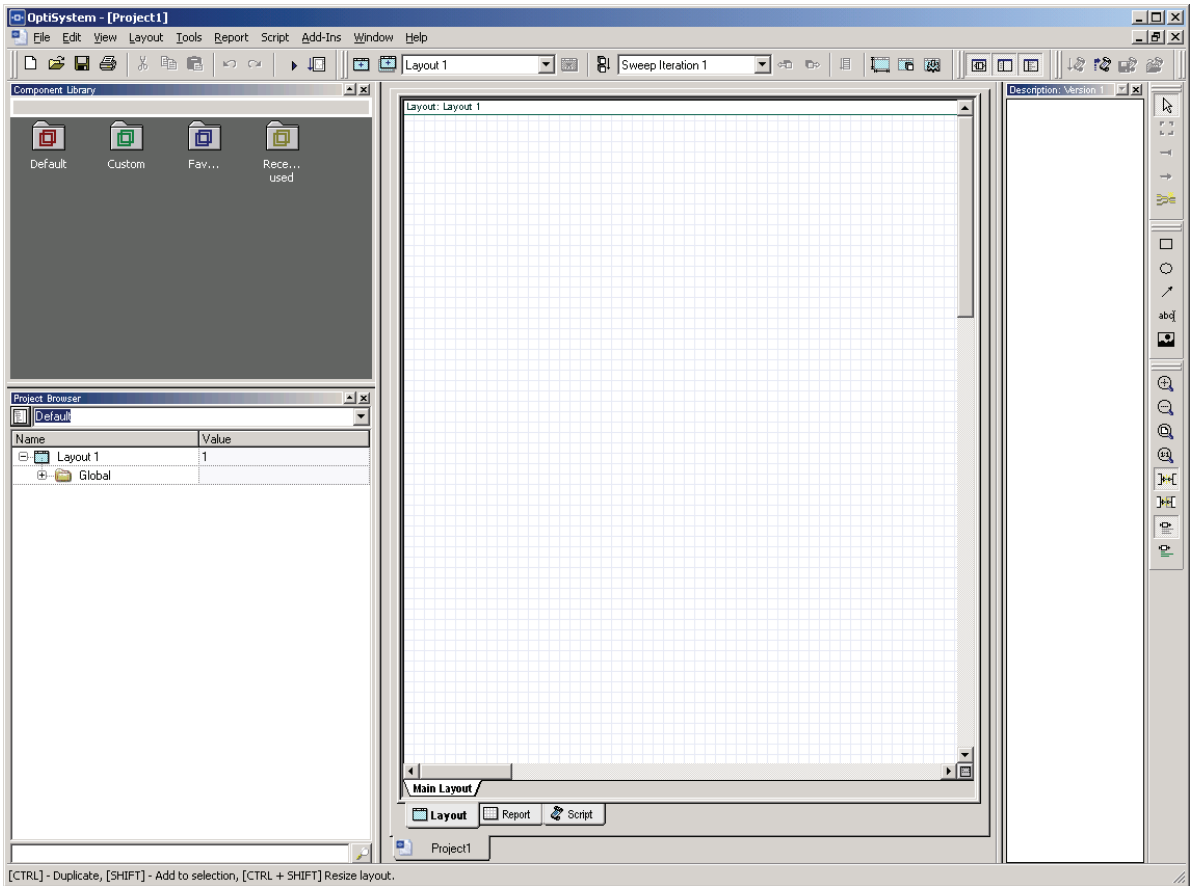 OptiSystem - [Project1]
File Edit View Layout Tools Report Script Add-Ins Window Help
Layout 1
Sweep Iteration 1
Component Library
Default
Custom
Fav...
Rece...
used
Layout: Layout 1
Description: Version 1
abc
1:1
Project Browser
Default
Name Value
Layout 1 1
Global
Main Layout
Layout Report Script
Project1
[CTRL] - Duplicate, [SHIFT] - Add to selection, [CTRL + SHIFT] Resize layout.